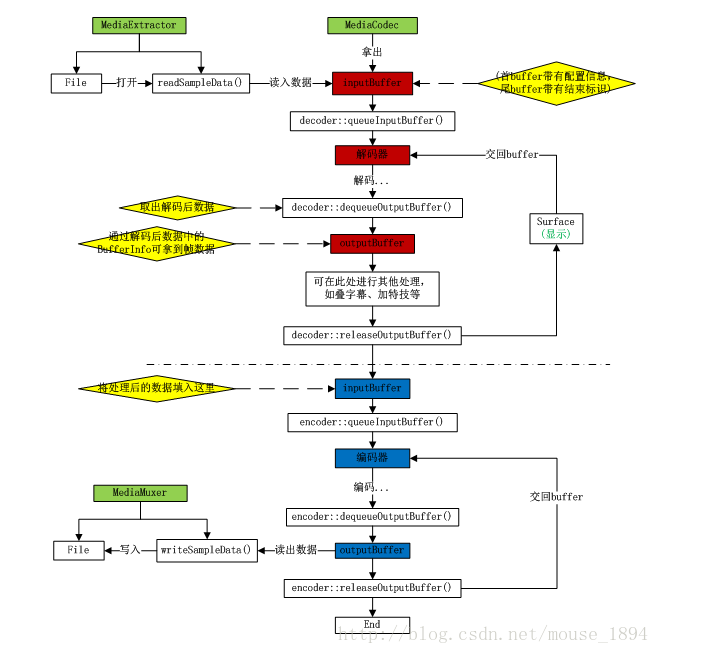 MediaExtractor
MediaCodec
拿出
File
打开
readSampleData()
读入数据
inputBuffer
(首buffer带有配置信息,
尾buffer带有结束标识)
decoder::queueInputBuffer()
解码器
交回buffer
解码...
取出解码后数据
decoder::dequeueOutputBuffer()
Surface
(显示)
通过解码后数据中的
BufferInfo可拿到帧数据
outputBuffer
可在此处进行其他处理,
如叠字幕、加特技等
decoder::releaseOutputBuffer()
将处理后的数据填入这里
inputBuffer
encoder::queueInputBuffer()
编码器
编码...
MediaMuxer
交回buffer
encoder::dequeueOutputBuffer()
File
写入
writeSampleData()
读出数据
outputBuffer
encoder::releaseOutputBuffer()
End
http://blog.csdn.net/mouse_1894